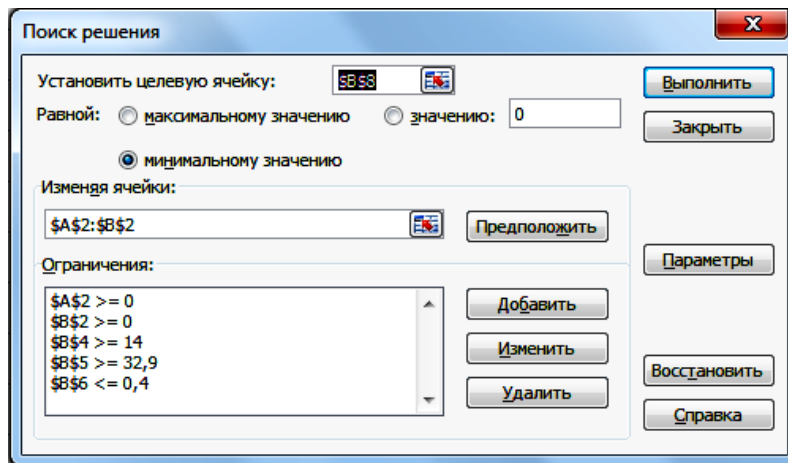 Поиск решения
Установить целевую ячейку: $B$8
Выполнить
Равной: максимальному значению значению: 0
Закрыть
минимальному значению
Изменяя ячейки:
$A$2:$B$2
Предположить
Параметры
Ограничения:
$A$2 >= 0
$B$2 >= 0
$B$4 >= 14
$B$5 >= 32,9
$B$6 <= 0,4
Добавить
Изменить
Удалить
Восстановить
Справка